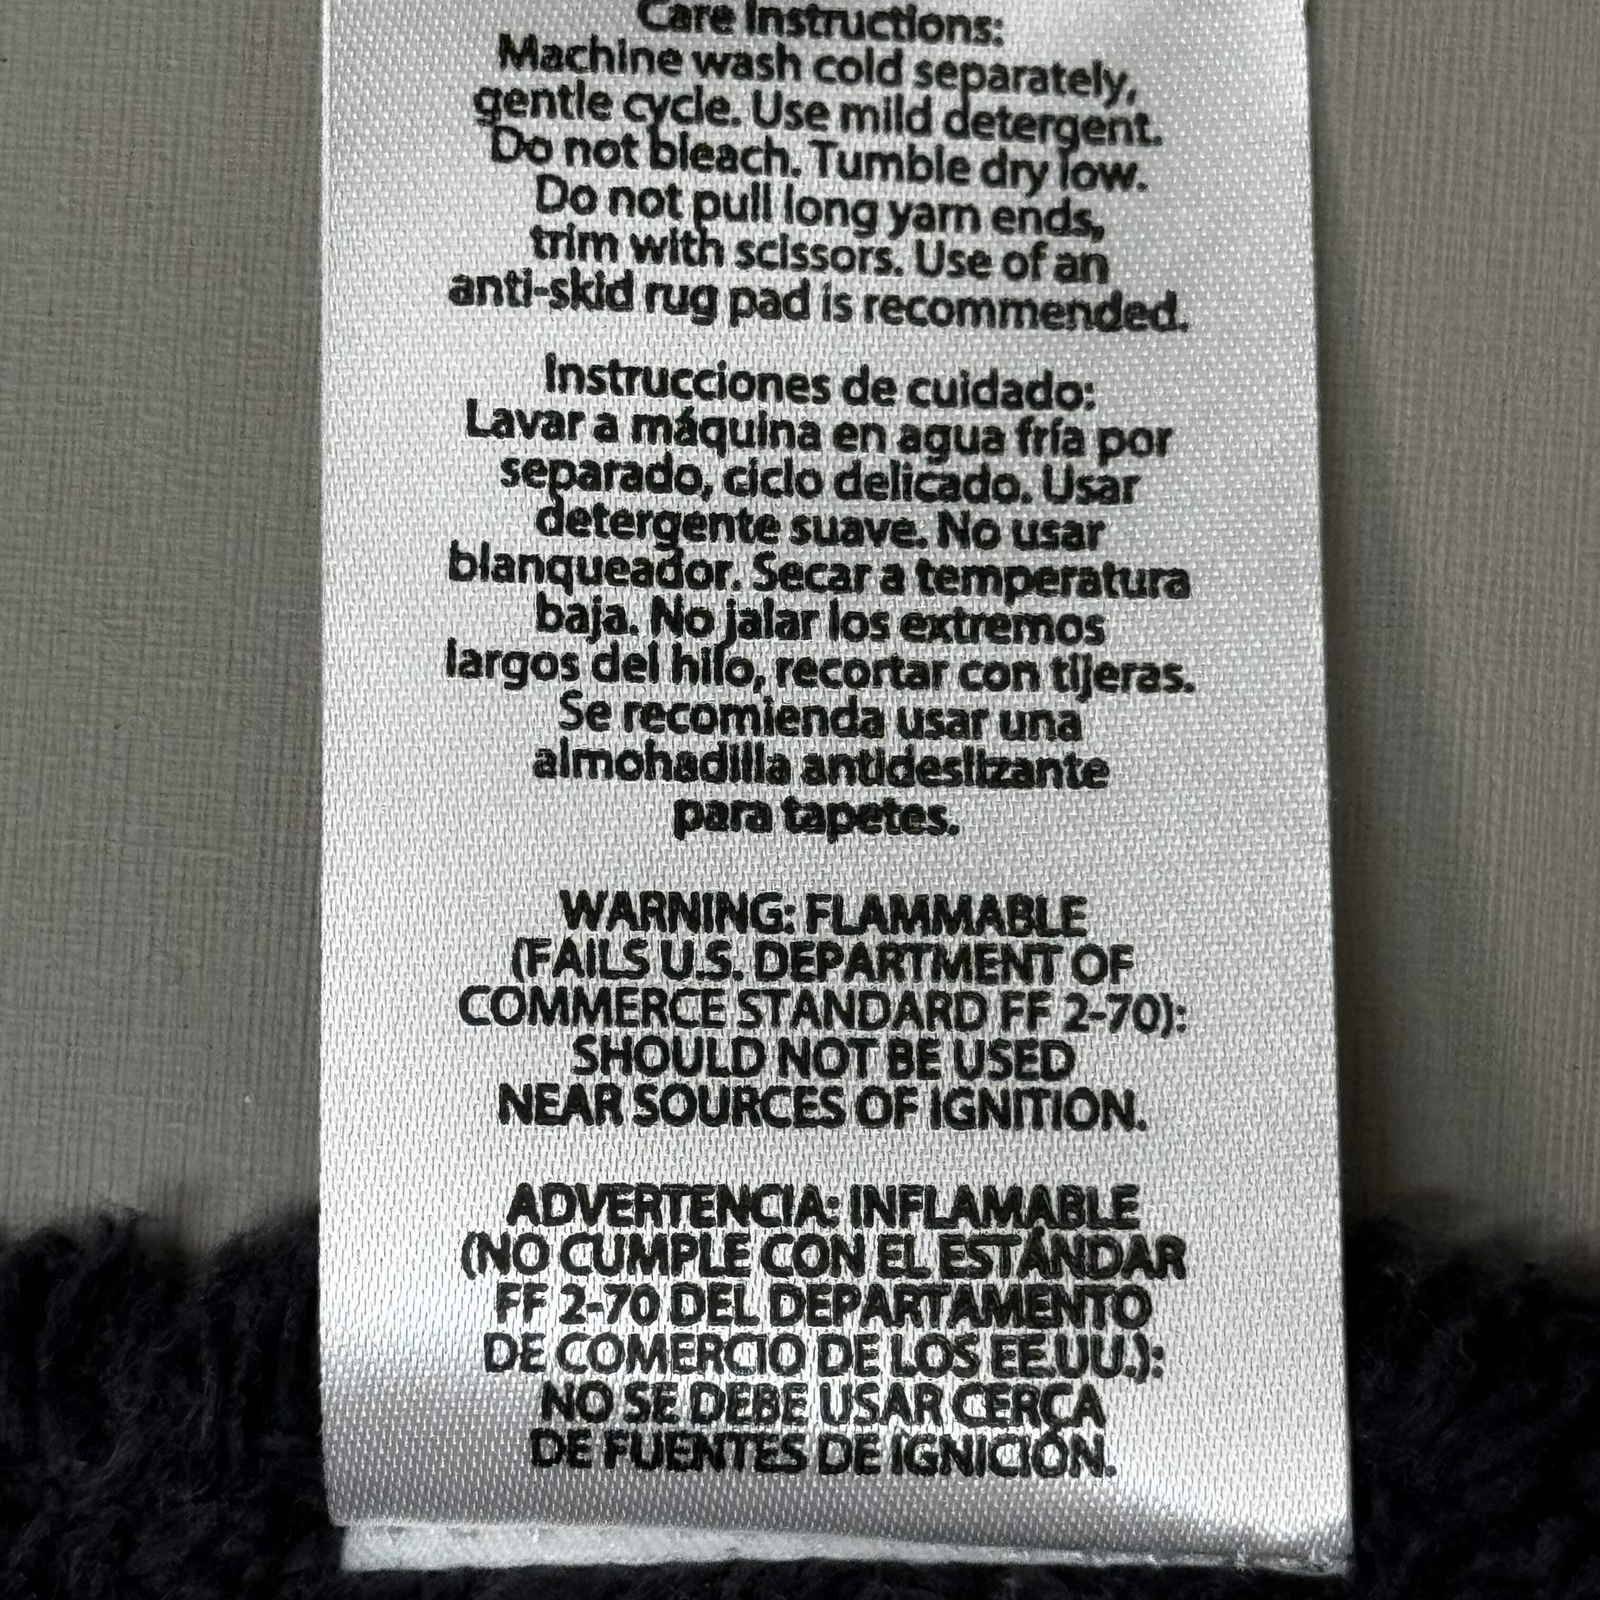 Care Instructions:
Machine wash cold separately,
gentle cycle. Use mild detergent.
Do not bleach. Tumble dry low.
Do not pull long yarn ends,
trim with scissors. Use of an
anti-skid rug pad is recommended.
Instrucciones de cuidado:
Lavar a máquina en agua fría por
separado, ciclo delicado. Usar
detergente suave. No usar
blanqueador. Secar a temperatura
baja. No jalar los extremos
largos del hilo, recortar con tijeras.
Se recomienda usar una
almohadilla antideslizante
para tapetes.
WARNING: FLAMMABLE
(FAILS U.S. DEPARTMENT OF
COMMERCE STANDARD FF 2-70):
SHOULD NOT BE USED
NEAR SOURCES OF IGNITION.
ADVERTENCIA: INFLAMABLE
(NO CUMPLE CON EL ESTÁNDAR
FF 2-70 DEL DEPARTAMENTO
DE COMERCIO DE LOS EE.UU.):
NO SE DEBE USAR CERCA
DE FUENTES DE IGNICIÓN.